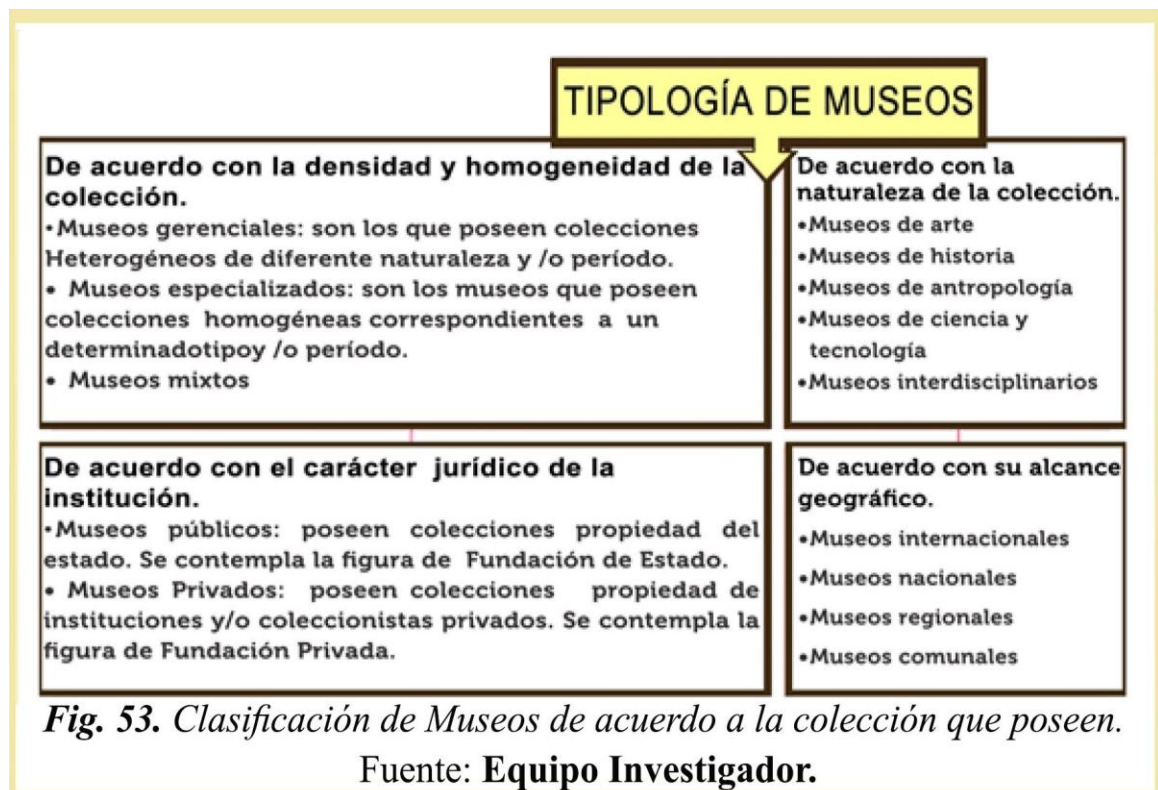 TIPOLOGÍA DE MUSEOS
De acuerdo con la densidad y homogeneidad de la
colección.
•Museos gerenciales: son los que poseen colecciones
Heterogéneos de diferente naturaleza y /o período.
• Museos especializados: son los museos que poseen
colecciones homogéneas correspondientes a un
determinadotipoy /o período.
• Museos mixtos
De acuerdo con la
naturaleza de la colección.
•Museos de arte
•Museos de historia
•Museos de antropología
•Museos de ciencia y
tecnología
•Museos interdisciplinarios
De acuerdo con el carácter jurídico de la
institución.
•Museos públicos: poseen colecciones propiedad del
estado. Se contempla la figura de Fundación de Estado.
• Museos Privados: poseen colecciones propiedad de
instituciones y/o coleccionistas privados. Se contempla la
figura de Fundación Privada.
De acuerdo con su alcance
geográfico.
•Museos internacionales
•Museos nacionales
•Museos regionales
•Museos comunales
Fig. 53. Clasificación de Museos de acuerdo a la colección que poseen.
Fuente: Equipo Investigador.